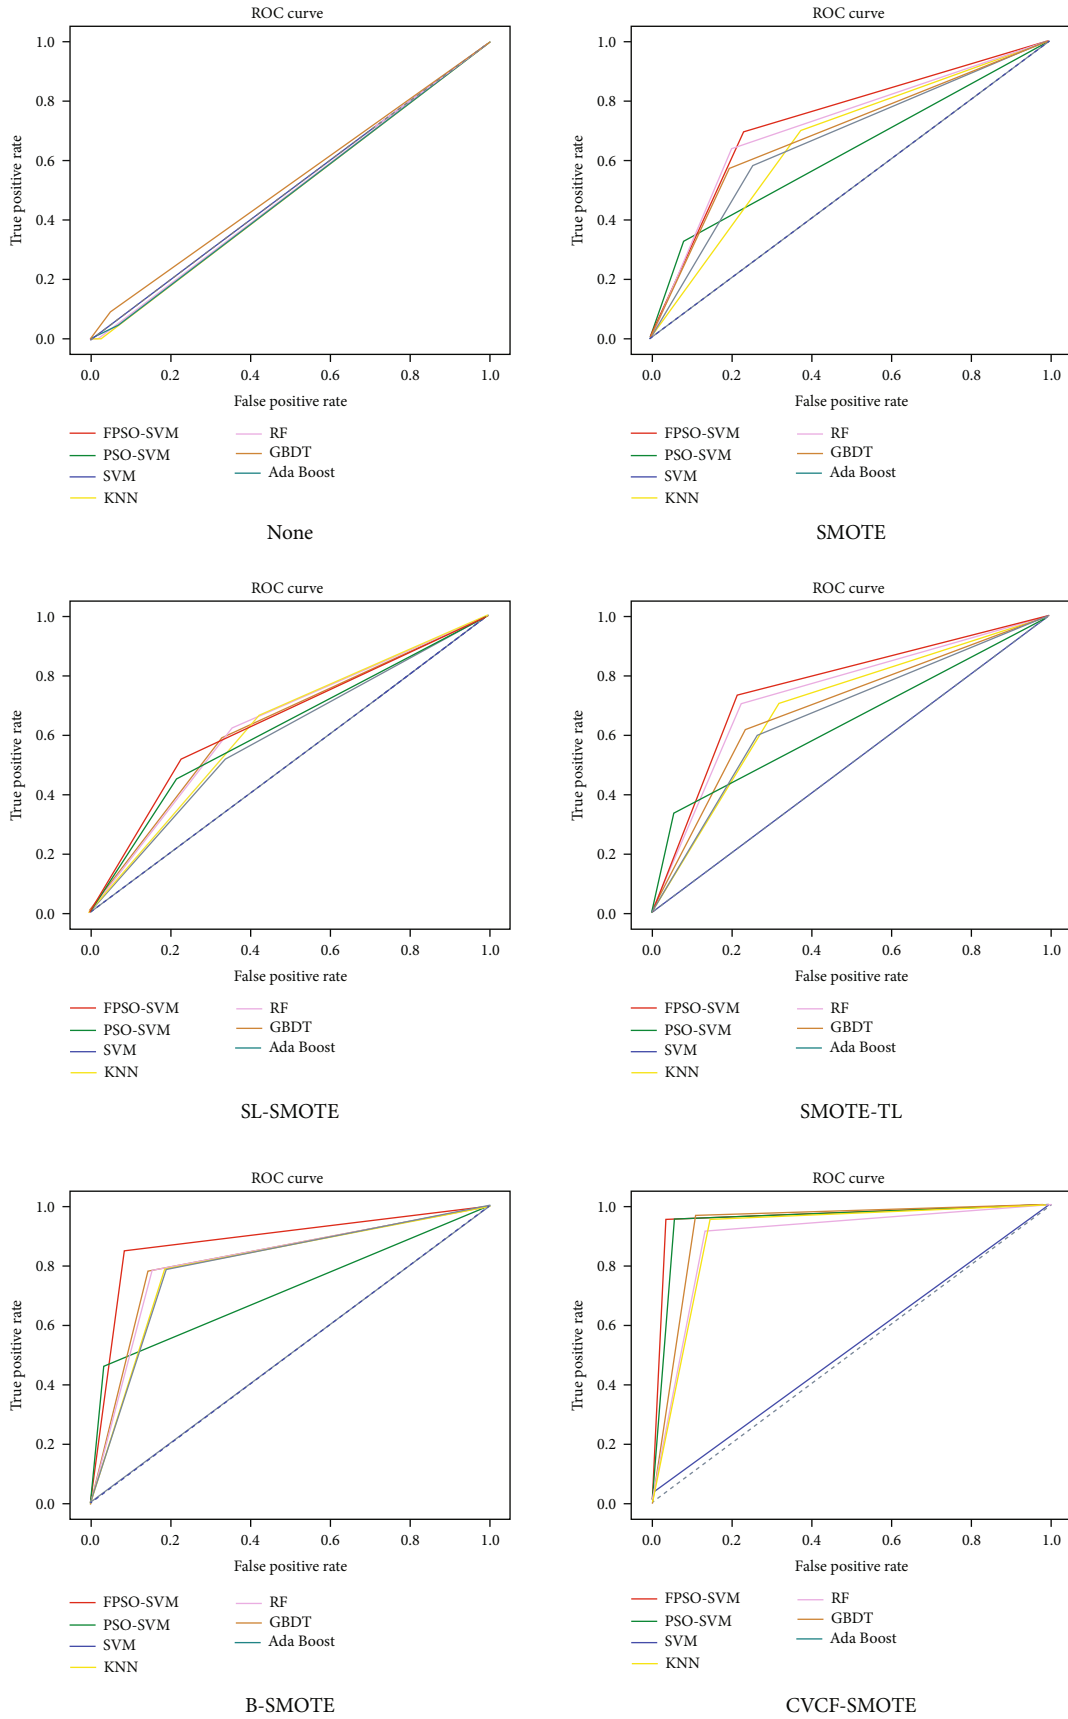 ROC curve
1.0
0.8
0.6
0.4
0.2
0.0
True positive rate
0.0 0.2 0.4 0.6 0.8 1.0
False positive rate
FPSO-SVM
PSO-SVM
SVM
KNN
RF
GBDT
Ada Boost
None
ROC curve
1.0
0.8
0.6
0.4
0.2
0.0
True positive rate
0.0 0.2 0.4 0.6 0.8 1.0
False positive rate
FPSO-SVM
PSO-SVM
SVM
KNN
RF
GBDT
Ada Boost
SMOTE
ROC curve
1.0
0.8
0.6
0.4
0.2
0.0
True positive rate
0.0 0.2 0.4 0.6 0.8 1.0
False positive rate
FPSO-SVM
PSO-SVM
SVM
KNN
RF
GBDT
Ada Boost
SL-SMOTE
ROC curve
1.0
0.8
0.6
0.4
0.2
0.0
True positive rate
0.0 0.2 0.4 0.6 0.8 1.0
False positive rate
FPSO-SVM
PSO-SVM
SVM
KNN
RF
GBDT
Ada Boost
SMOTE-TL
ROC curve
1.0
0.8
0.6
0.4
0.2
0.0
True positive rate
0.0 0.2 0.4 0.6 0.8 1.0
False positive rate
FPSO-SVM
PSO-SVM
SVM
KNN
RF
GBDT
Ada Boost
B-SMOTE
ROC curve
1.0
0.8
0.6
0.4
0.2
0.0
True positive rate
0.0 0.2 0.4 0.6 0.8 1.0
False positive rate
FPSO-SVM
PSO-SVM
SVM
KNN
RF
GBDT
Ada Boost
CVCF-SMOTE